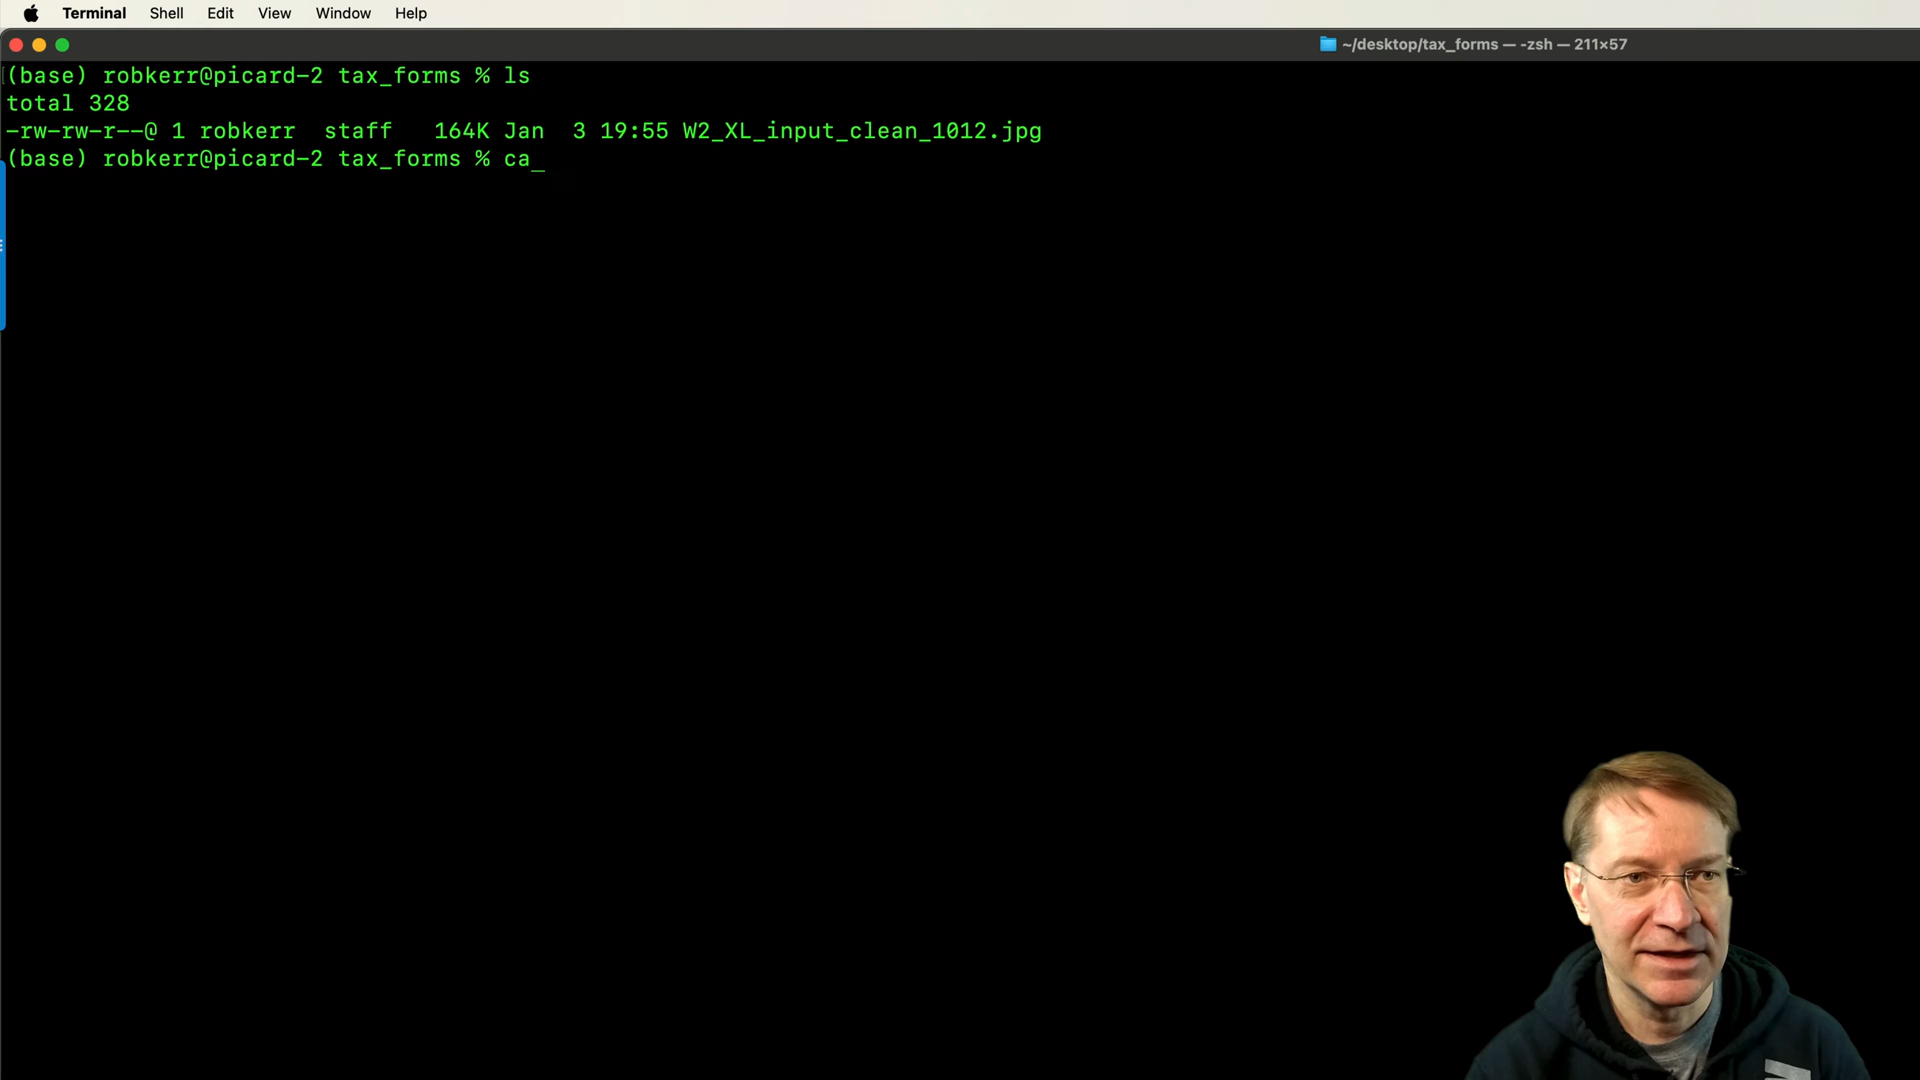 Terminal Shell Edit View Window Help
~/desktop/tax_forms — -zsh — 211×57
(base) robkerr@picard-2 tax_forms % ls
total 328
-rw-rw-r--@ 1 robkerr  staff   164K Jan  3 19:55 W2_XL_input_clean_1012.jpg
(base) robkerr@picard-2 tax_forms % ca_